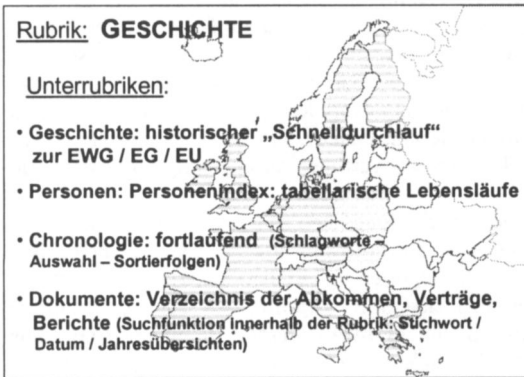 Rubrik: GESCHICHTE
Unterrubriken:
• Geschichte: historischer „Schnelldurchlauf“
zur EWG / EG / EU
• Personen: Personenindex: tabellarische Lebensläufe
• Chronologie: fortlaufend (Schlagworte –
Auswahl – Sortierfolgen)
• Dokumente: Verzeichnis der Abkommen, Verträge,
Berichte (Suchfunktion innerhalb der Rubrik: Stichwort /
Datum / Jahresübersichten)